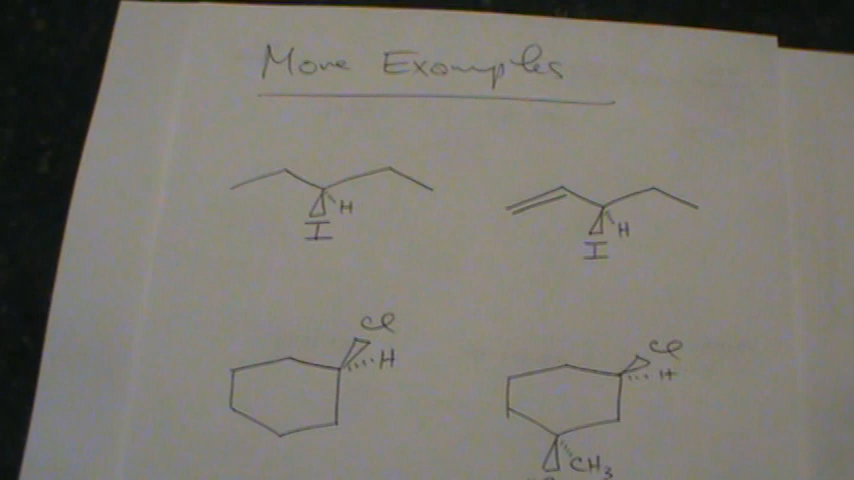 More Examples
H H
I I
Cl Cl
H H
CH3